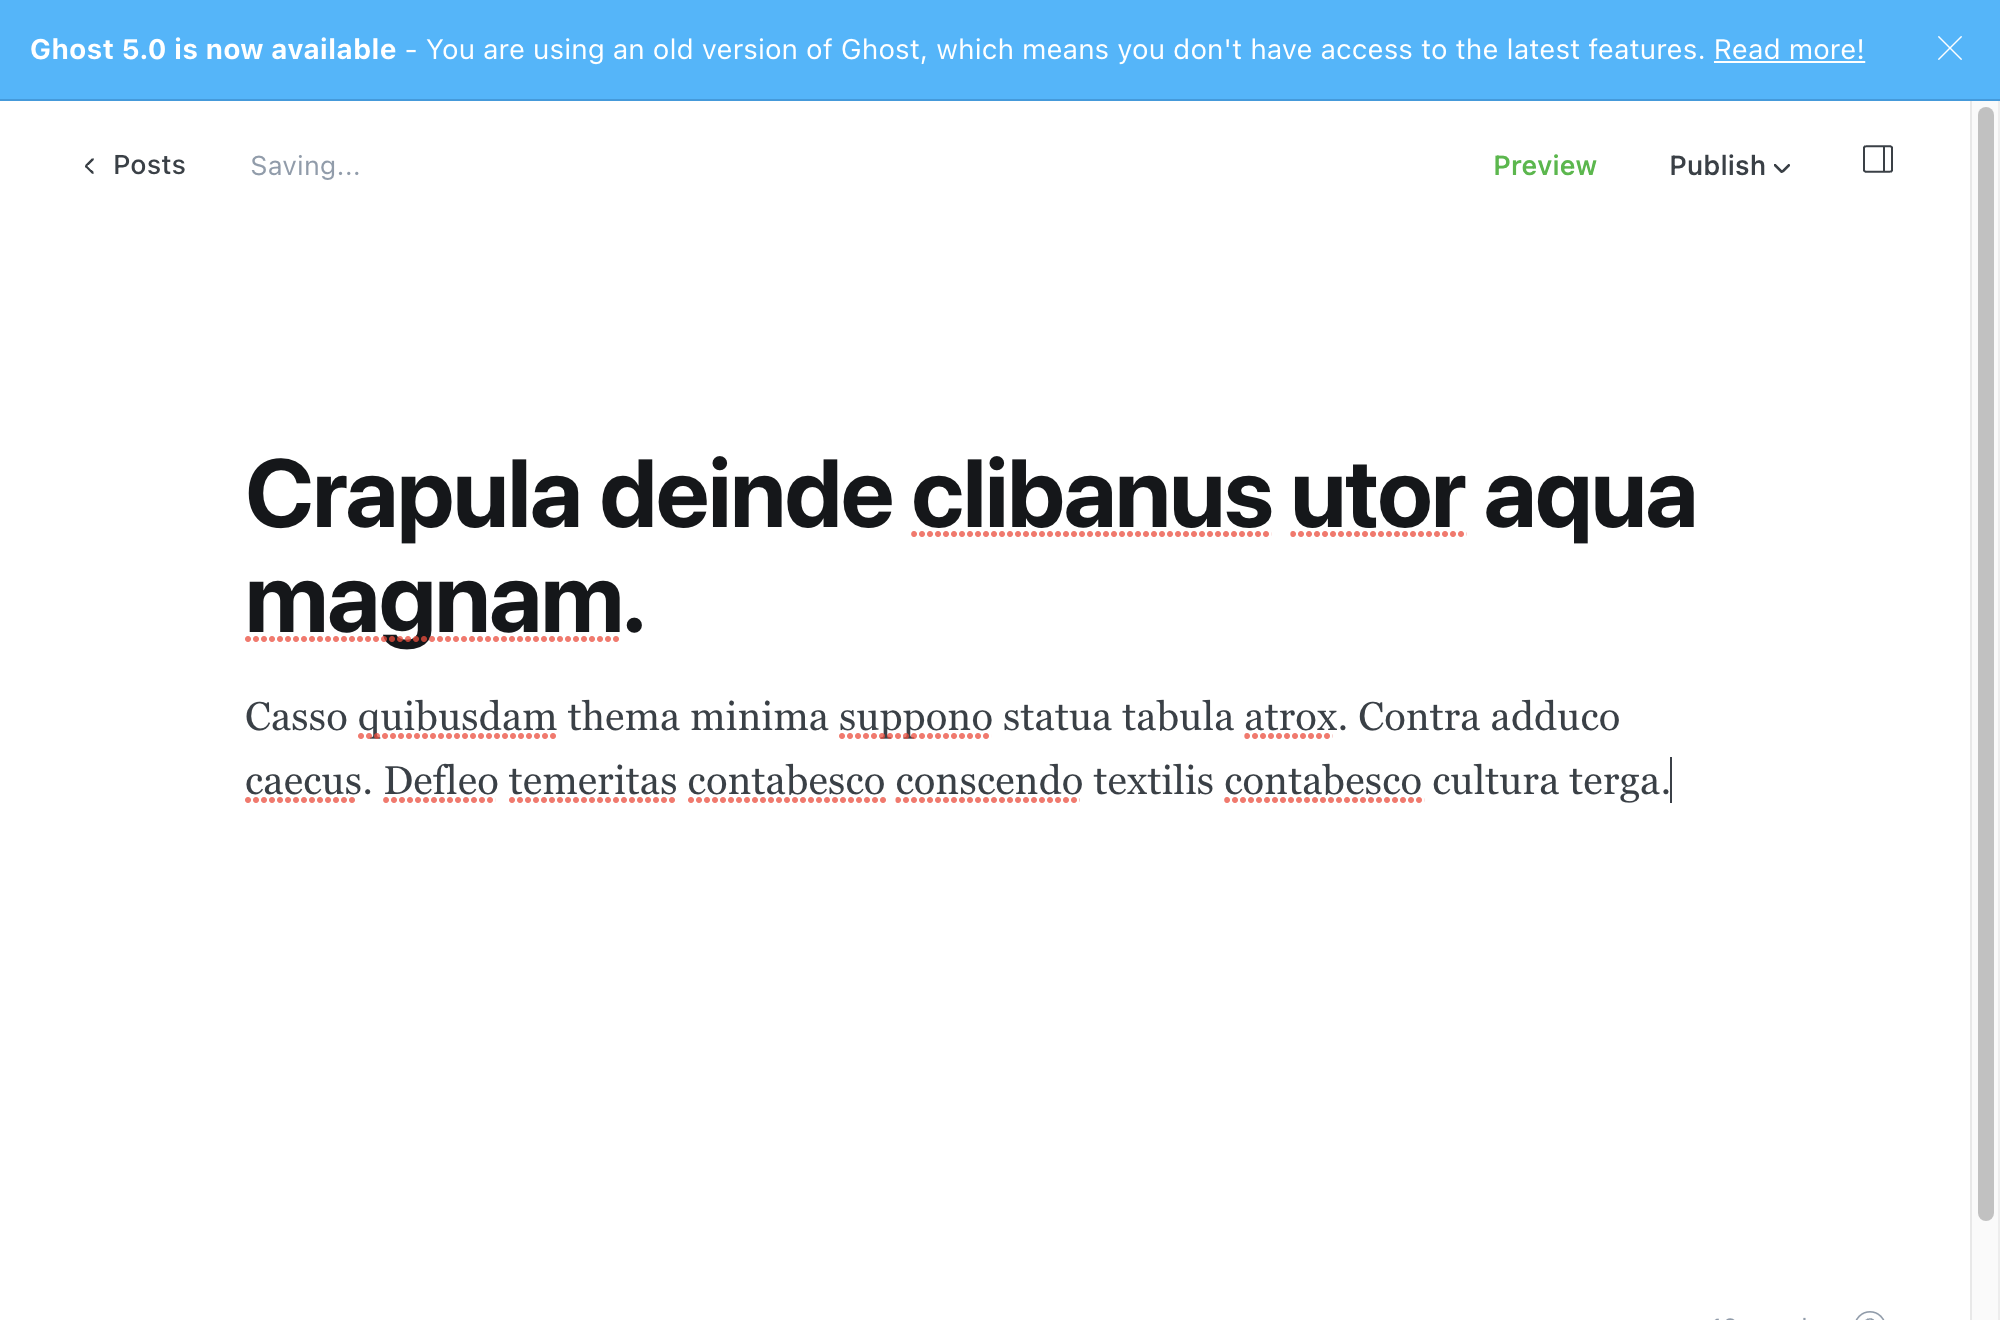 Ghost 5.0 is now available - You are using an old version of Ghost, which means you don't have access to the latest features. Read more!
Posts Saving... Preview Publish
Crapula deinde clibanus utor aqua
magnam.
Casso quibusdam thema minima suppono statua tabula atrox. Contra adduco
caecus. Defleo temeritas contabesco conscendo textilis contabesco cultura terga.